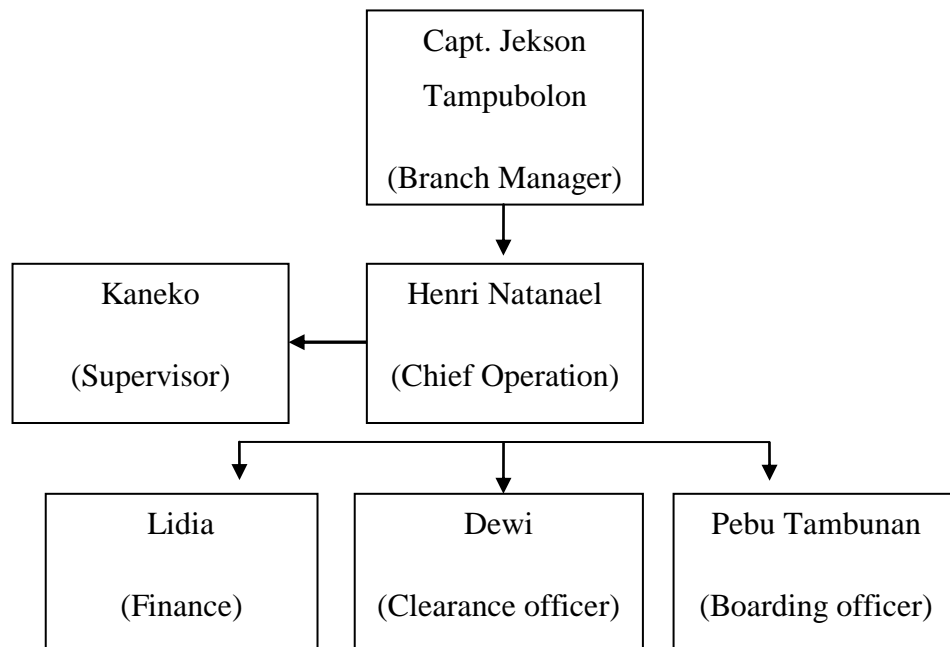 Capt. Jekson
Tampubolon
(Branch Manager)
Kaneko
(Supervisor)
Henri Natanael
(Chief Operation)
Lidia
(Finance)
Dewi
(Clearance officer)
Pebu Tambunan
(Boarding officer)